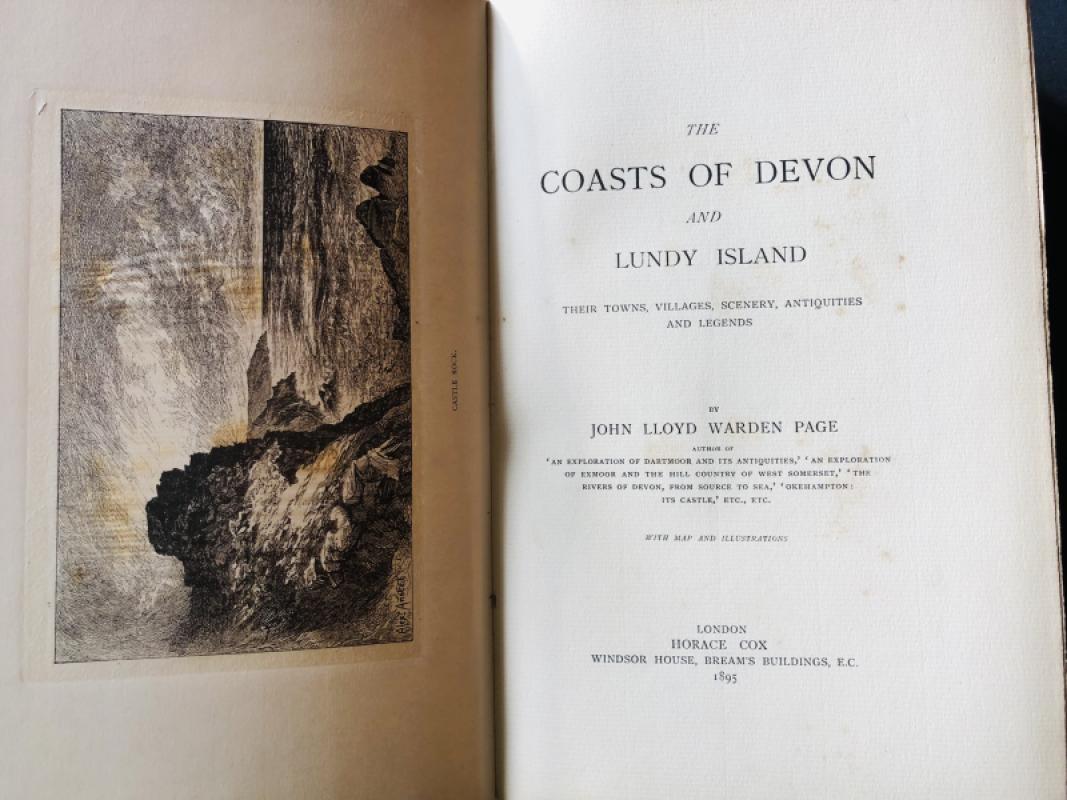 CASTLE ROCK.
Alex. Ansted
THE
COASTS OF DEVON
AND
LUNDY ISLAND
THEIR TOWNS, VILLAGES, SCENERY, ANTIQUITIES
AND LEGENDS
BY
JOHN LLOYD WARDEN PAGE
AUTHOR OF
'AN EXPLORATION OF DARTMOOR AND ITS ANTIQUITIES,' 'AN EXPLORATION
OF EXMOOR AND THE HILL COUNTRY OF WEST SOMERSET,' 'THE
RIVERS OF DEVON, FROM SOURCE TO SEA,' 'OKEHAMPTON:
ITS CASTLE,' ETC., ETC.
WITH MAP AND ILLUSTRATIONS
LONDON
HORACE COX
WINDSOR HOUSE, BREAM'S BUILDINGS, E.C.
1895